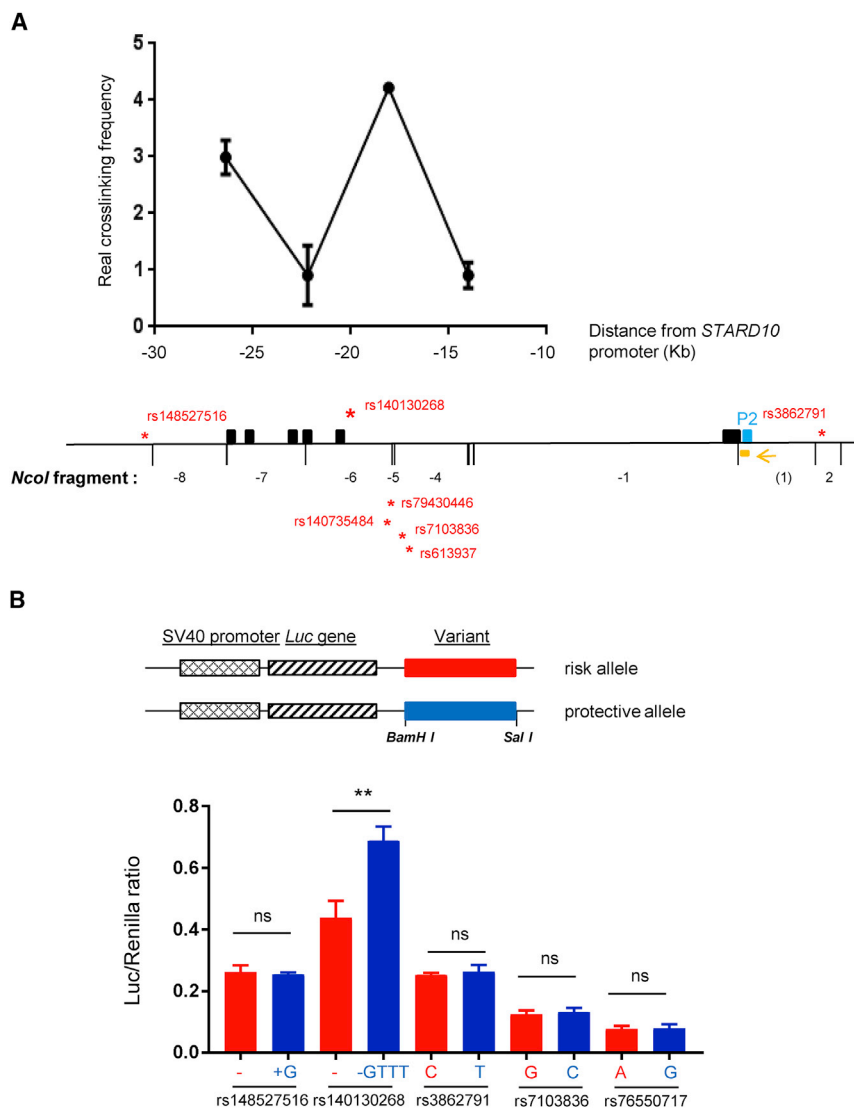 A
5
4
3
2
1
0
Real crosslinking frequency
-30 -25 -20 -15 -10
Distance from STARD10
promoter (Kb)
rs148527516
*
rs140130268
*
P2
rs3862791
*
NcoI fragment :
-8 -7 -6 -5 -4 -1 (1) 2
* rs79430446
rs140735484 *
* rs7103836
* rs613937
B
SV40 promoter Luc gene Variant
risk allele
protective allele
BamH I Sal I
0.8
0.6
0.4
0.2
0.0
Luc/Renilla ratio
ns ** ns ns ns
- +G - -GTTT C T G C A G
rs148527516 rs140130268 rs3862791 rs7103836 rs76550717